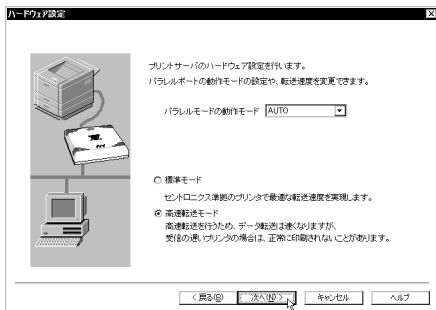 ハードウェア設定
プリントサーバのハードウェア設定を行います。
パラレルポートの動作モードの設定や、転送速度を変更できます。
パラレルモードの動作モード AUTO
標準モード
セントロニクス準拠のプリンタで最適な転送速度を実現します。
高速転送モード
高速転送を行うため、データ転送は速くなりますが、
受信の遅いプリンタの場合は、正常に印刷されないことがあります。
< 戻る(B) 次へ(N) > キャンセル ヘルプ